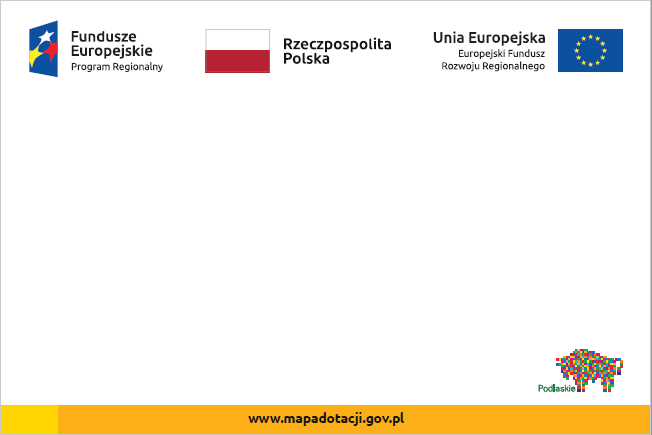 Fundusze
Europejskie
Program Regionalny
Rzeczpospolita
Polska
Unia Europejska
Europejski Fundusz
Rozwoju Regionalnego
Podlaskie
www.mapadotacji.gov.pl